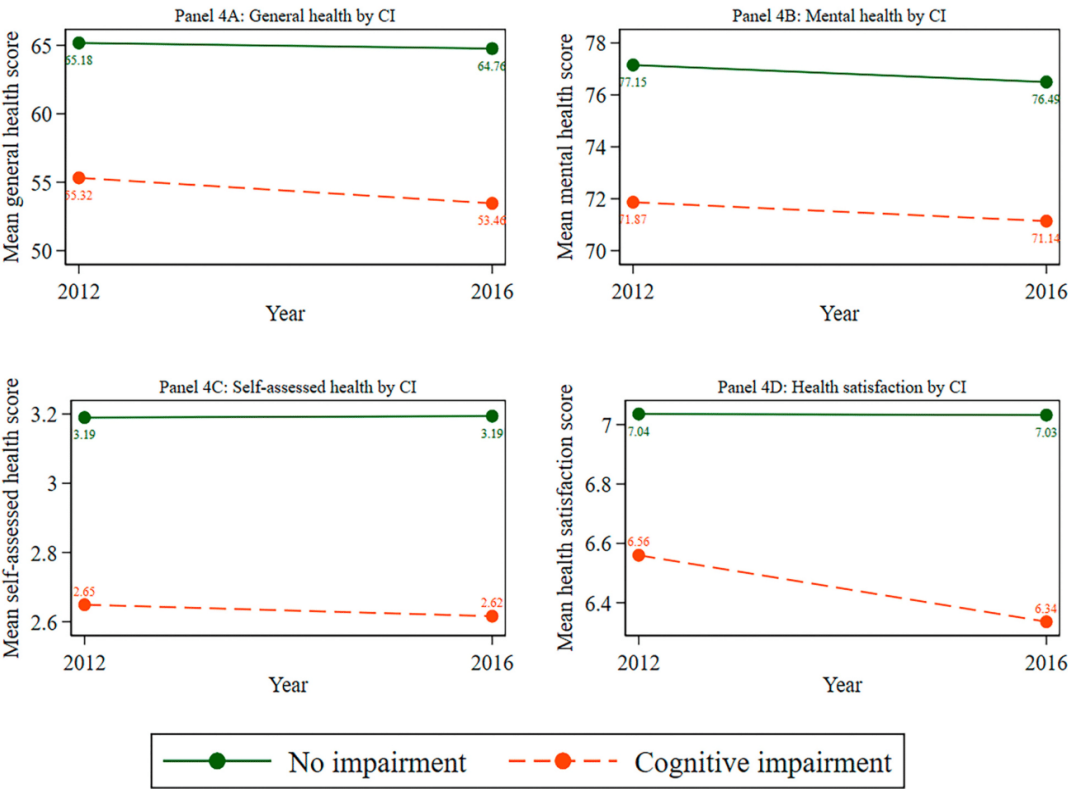 Panel 4A: General health by CI
Mean general health score
65
60
55
50
65.18
64.76
55.32
53.46
2012
2016
Year
Panel 4B: Mental health by CI
Mean mental health score
78
76
74
72
70
77.15
76.49
71.87
71.14
2012
2016
Year
Panel 4C: Self-assessed health by CI
Mean self-assessed health score
3.2
3
2.8
2.6
3.19
3.19
2.65
2.62
2012
2016
Year
Panel 4D: Health satisfaction by CI
Mean health satisfaction score
7
6.8
6.6
6.4
7.04
7.03
6.56
6.34
2012
2016
Year
No impairment
Cognitive impairment